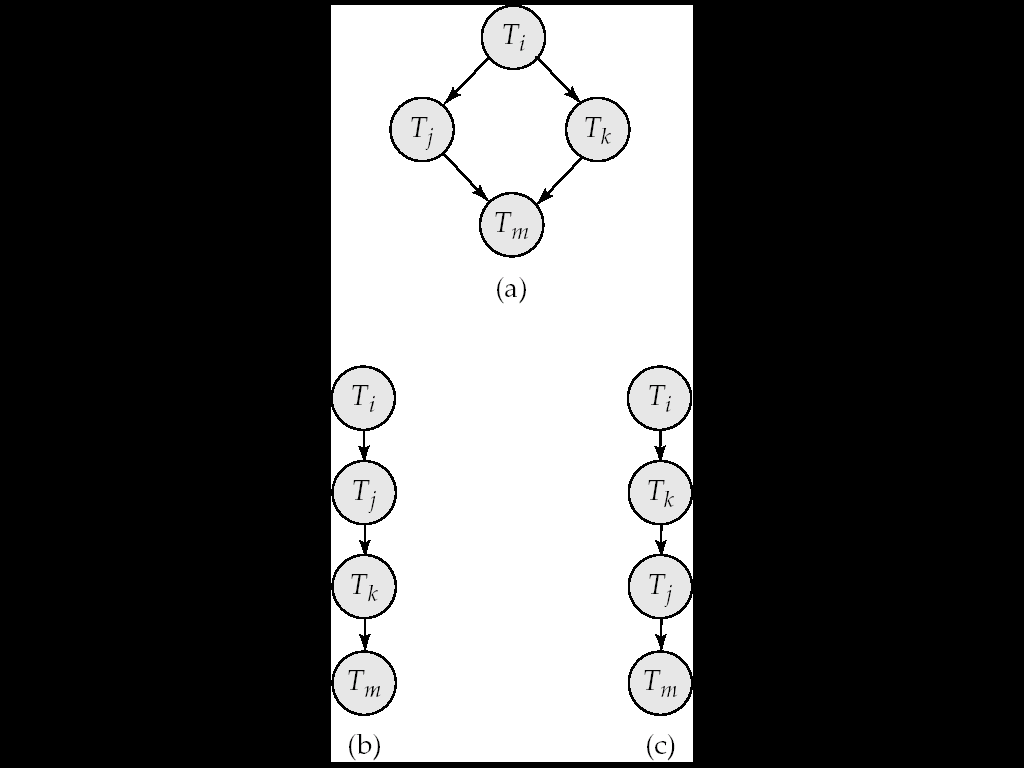 Ti
Tj Tk
Tm
(a)
Ti Ti
Tj Tk
Tk Tj
Tm Tm
(b) (c)